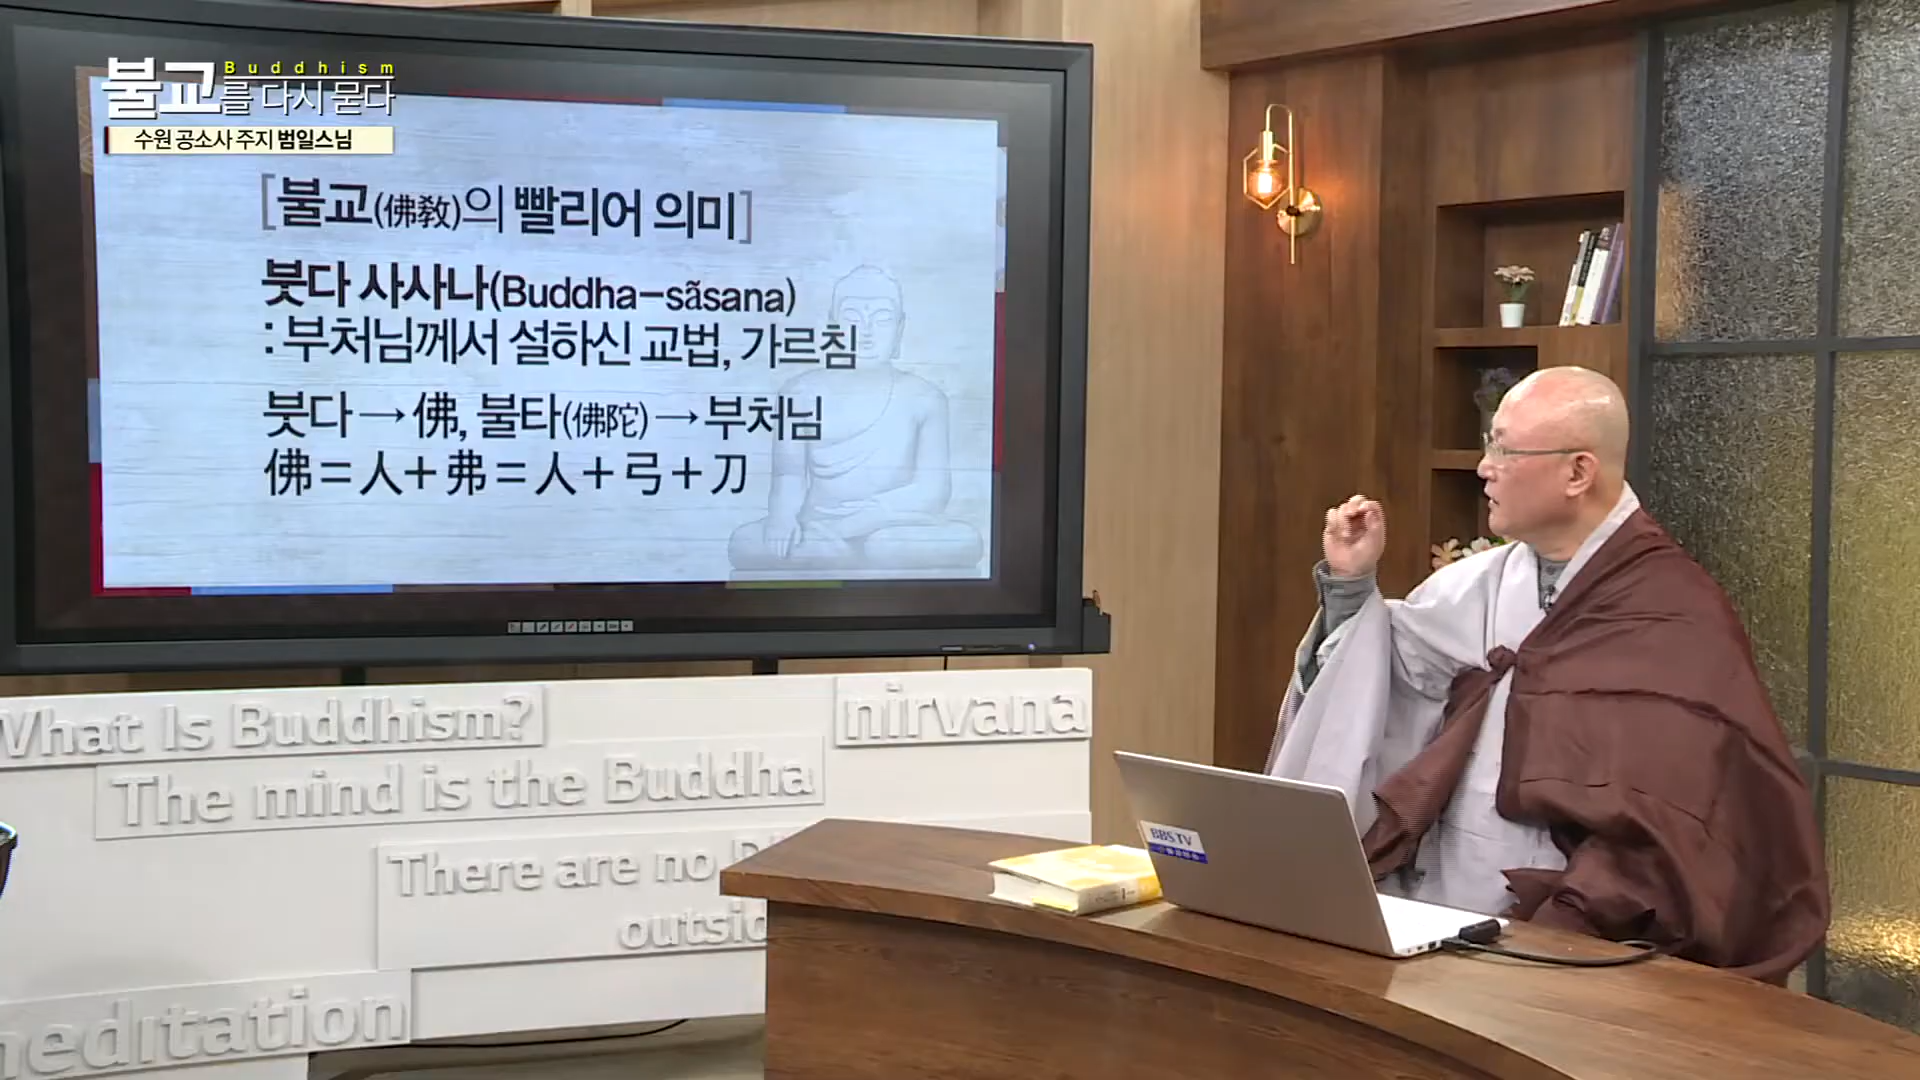 Buddhism
불교를 다시 묻다
수원 공소사 주지 범일스님
[불교(佛敎)의 빨리어 의미]
붓다 사사나(Buddha-sãsana)
: 부처님께서 설하신 교법, 가르침
붓다→佛, 불타(佛陀)→부처님
佛=人+弗=人+弓+刀
What Is Buddhism?
nirvana
The mind is the Buddha
There are no
outsid
meditation
BBS TV